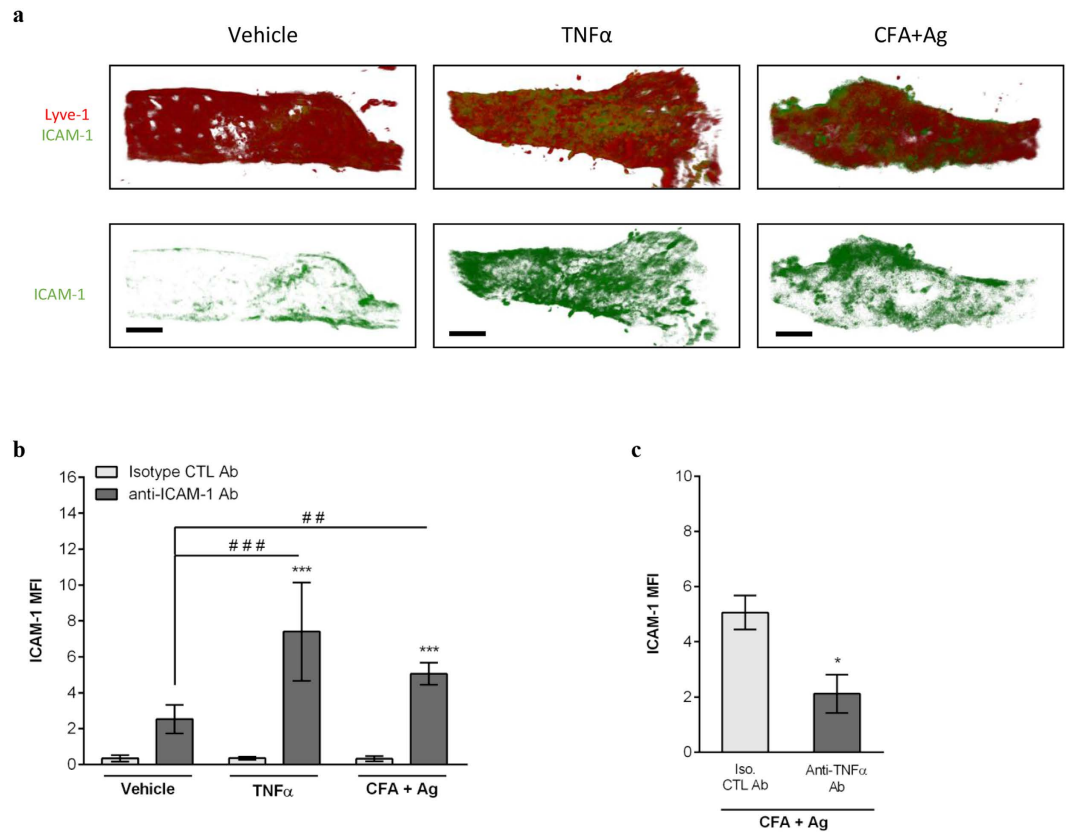 a
Vehicle
TNFα
CFA+Ag
Lyve-1
ICAM-1
ICAM-1
b
Isotype CTL Ab
anti-ICAM-1 Ab
16
14
12
10
8
6
4
2
0
ICAM-1 MFI
# #
# # #
***
***
Vehicle
TNFα
CFA + Ag
c
10
8
6
4
2
0
ICAM-1 MFI
*
Iso.
CTL Ab
Anti-TNFα
Ab
CFA + Ag